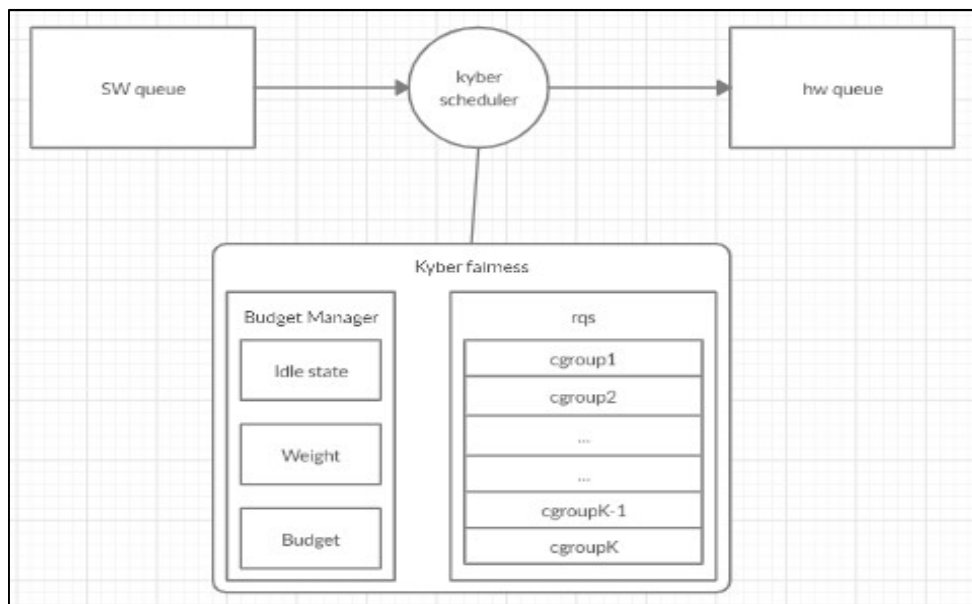 SW queue
kyber
scheduler
hw queue
Kyber fairness
Budget Manager
Idle state
Weight
Budget
rqs
cgroup1
cgroup2
...
...
cgroupK-1
cgroupK